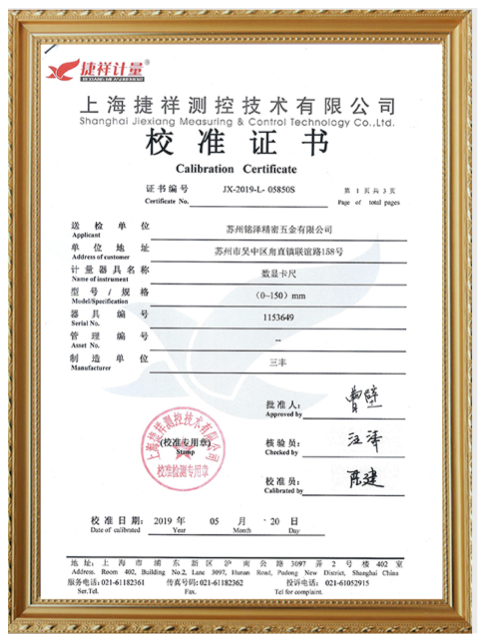 捷祥计量®
JIEXIANG MEASUREMENT
上海捷祥测控技术有限公司
Shanghai Jiexiang Measuring & Control Technology Co.,Ltd.
校准证书
Calibration Certificate
证书编号 JX-2019-L- 05850S 第 1 页 共 3 页
Certificate No. Page of total pages
送检单位 苏州铭泽精密五金有限公司
Applicant
单位地址 苏州市吴中区甪直镇联谊路158号
Address of customer
计量器具名称 数显卡尺
Name of instrument
型号/规格 (0~150) mm
Model/Specification
器具编号 1153649
Serial No.
管理编号 --
Asset No.
制造单位 三丰
Manufacturer
批准人:
Approved by
上海捷祥测控技术有限公司
(校准专用章)
Stamp
校准检测专用章
核验员: 汪泽
Checked by
校准员: 陈建
Calibrated by
校准日期: 2019 年 05 月 20 日
Date of calibrated Year Month Day
地址: 上海市浦东新区沪南公路3097弄2号楼402室
Address. Room 402, Building No.2, Lane 3097, Hunan Road, Pudong New District, Shanghai China
服务电话:021-61182361 传真号码:021-61182362 投诉电话: 021-61052915
Ser.Tel. Fax. Tel for complaint.